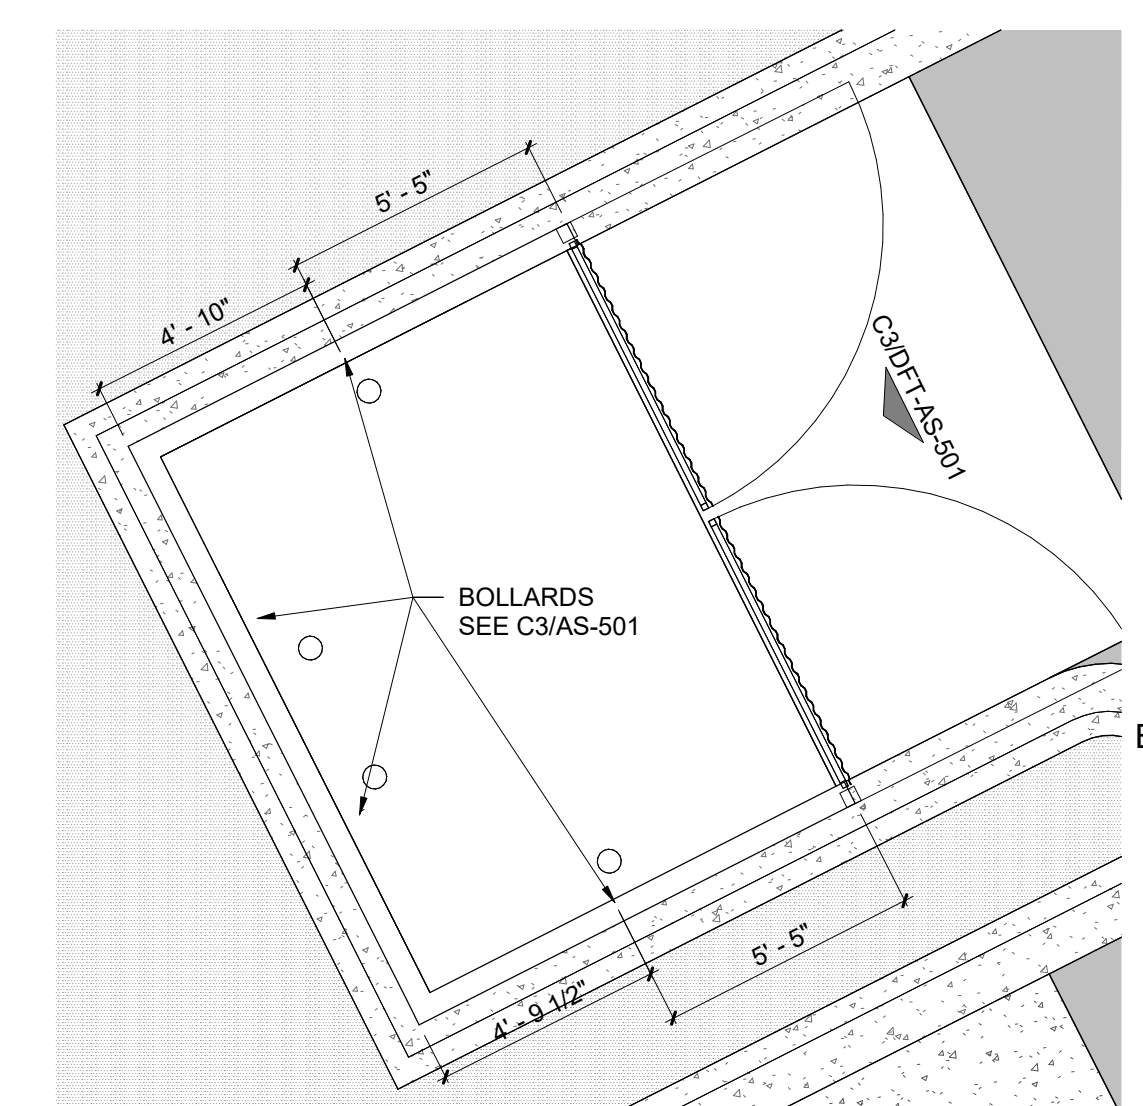 5' - 5"
4' - 10"
C3/DFT-AS-501
BOLLARDS
SEE C3/AS-501
E
5' - 5"
4' - 9 1/2"